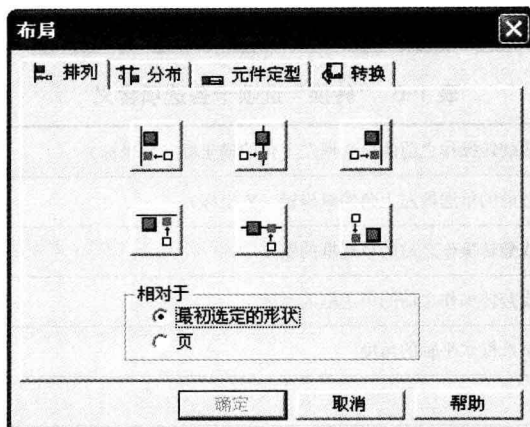 布局
排列 分布 元件定型 转换
相对于
最初选定的形状
页
确定 取消 帮助